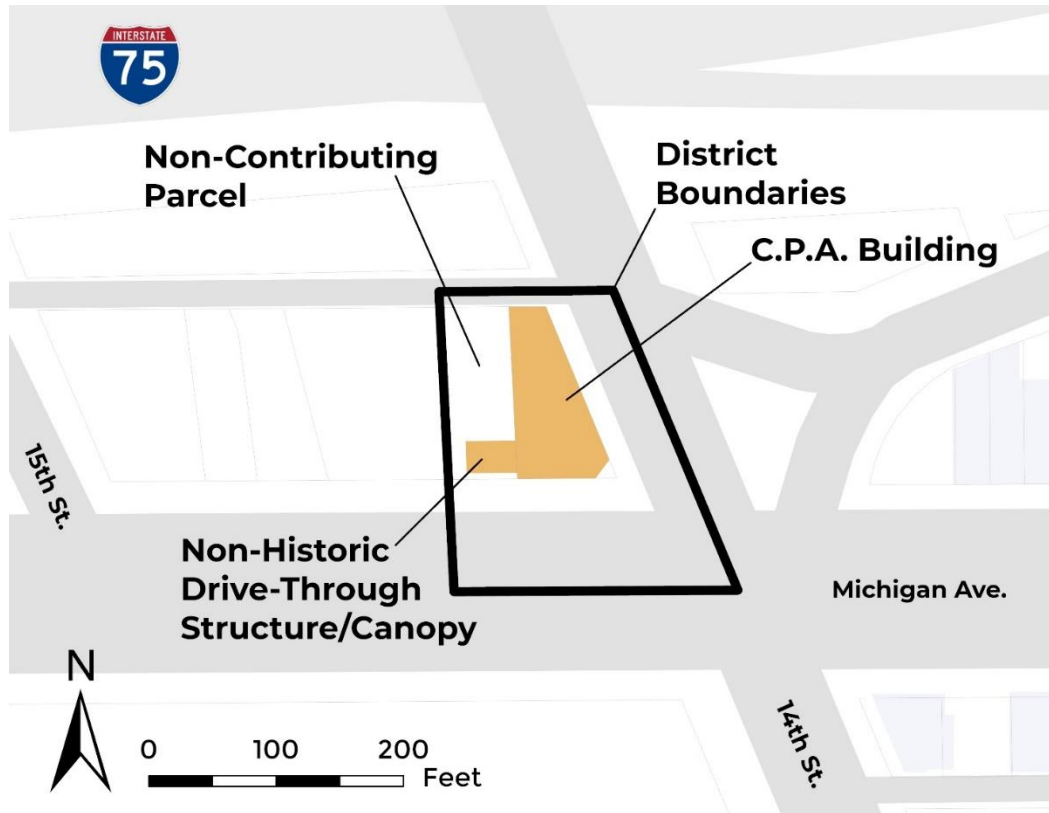 INTERSTATE
75
Non-Contributing
Parcel
District
Boundaries
C.P.A. Building
15th St.
Non-Historic
Drive-Through
Structure/Canopy
Michigan Ave.
14th St.
N
0 100 200
Feet